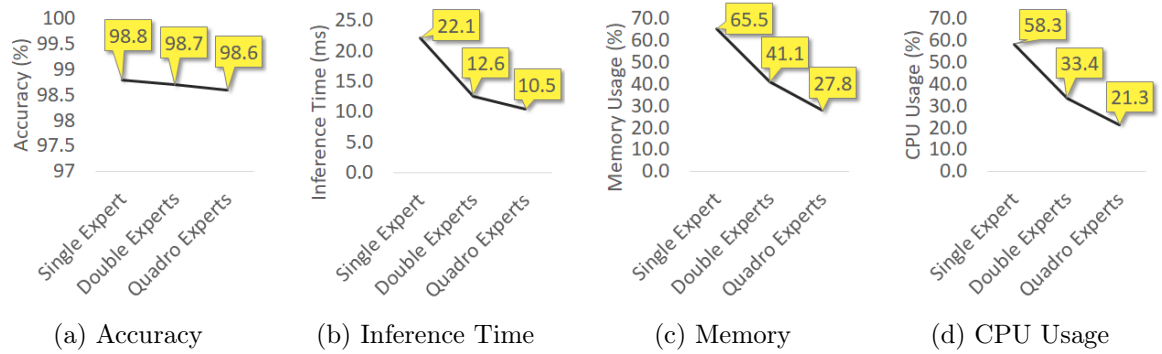 Accuracy (%)
100
99.5
99
98.5
98
97.5
97
98.8
98.7
98.6
Single Expert
Double Experts
Quadro Experts
(a) Accuracy
Inference Time (ms)
25.0
20.0
15.0
10.0
5.0
0.0
22.1
12.6
10.5
Single Expert
Double Experts
Quadro Experts
(b) Inference Time
Memory Usage (%)
70.0
60.0
50.0
40.0
30.0
20.0
10.0
0.0
65.5
41.1
27.8
Single Expert
Double Experts
Quadro Experts
(c) Memory
CPU Usage (%)
70.0
60.0
50.0
40.0
30.0
20.0
10.0
0.0
58.3
33.4
21.3
Single Expert
Double Experts
Quadro Experts
(d) CPU Usage